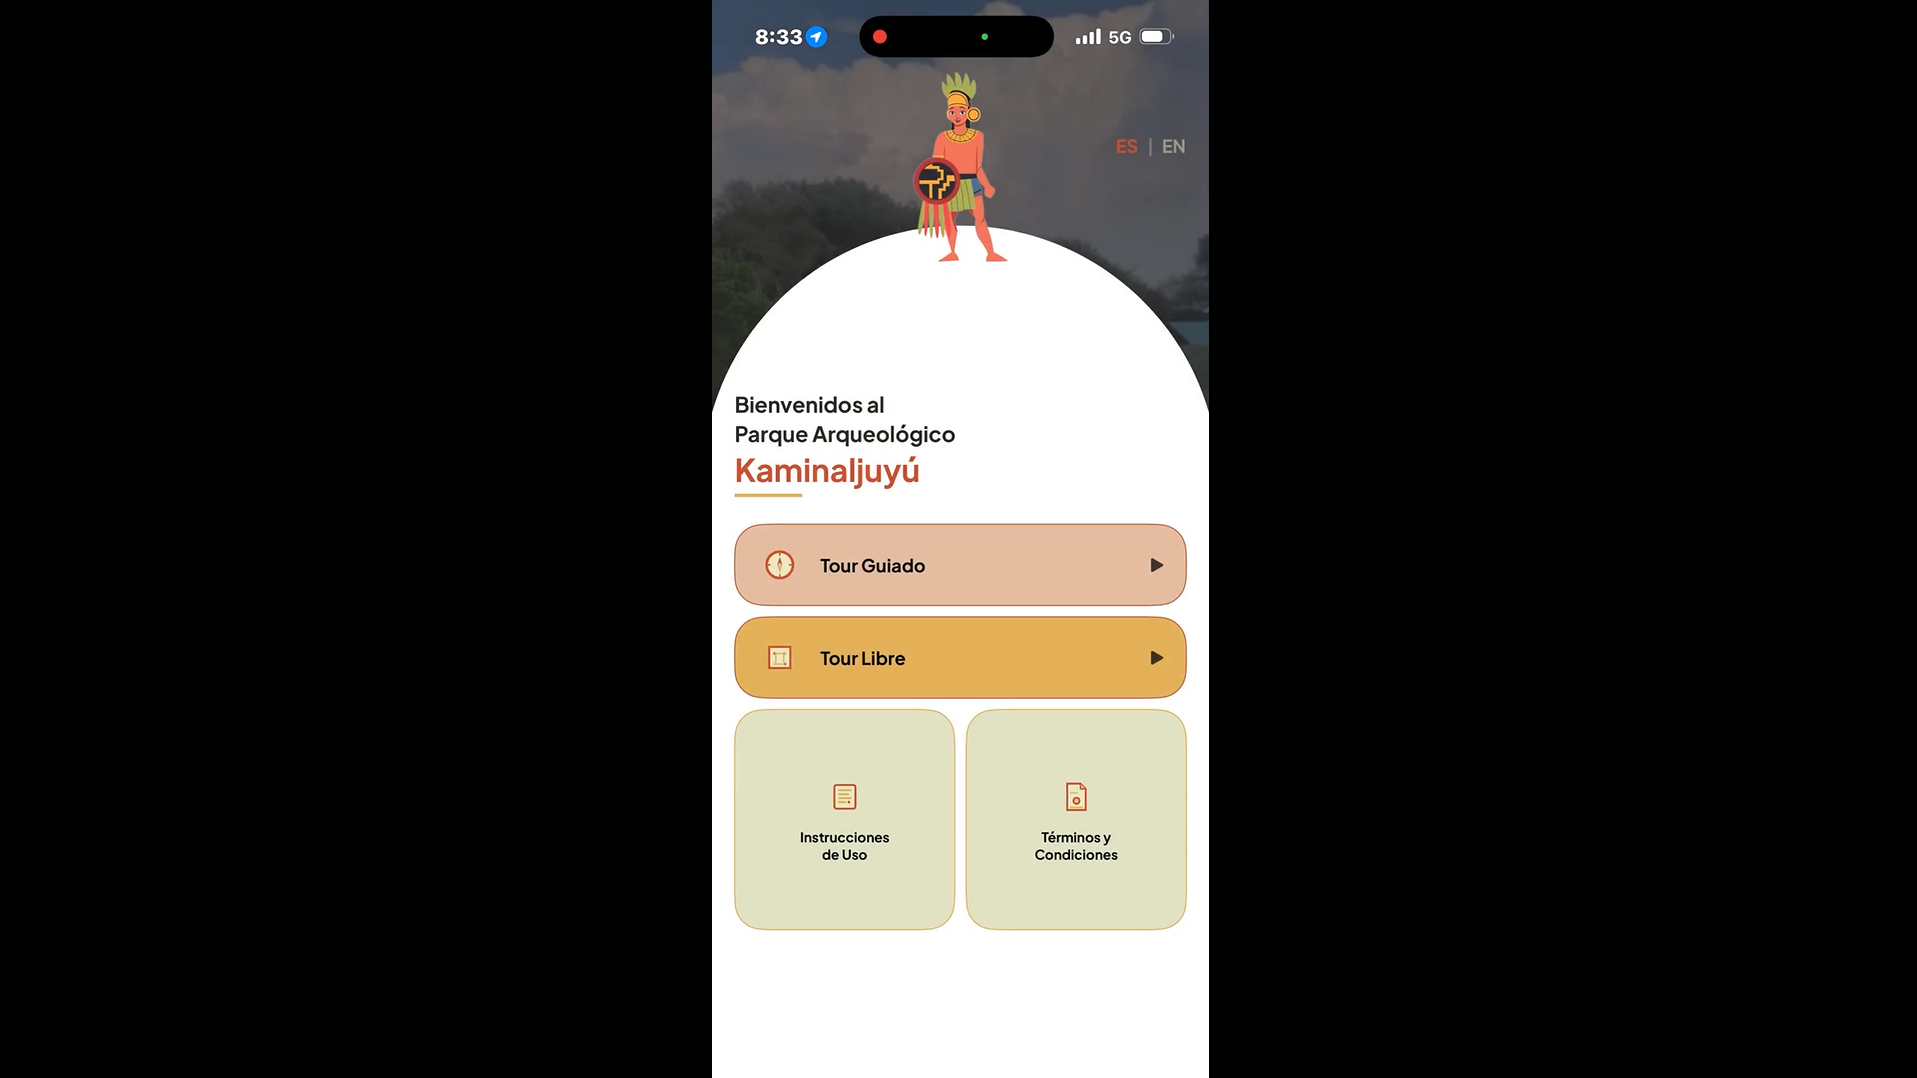 8:33
5G
ES | EN
Bienvenidos al
Parque Arqueológico
Kaminaljuyú
Tour Guiado
Tour Libre
Instrucciones
de Uso
Términos y
Condiciones